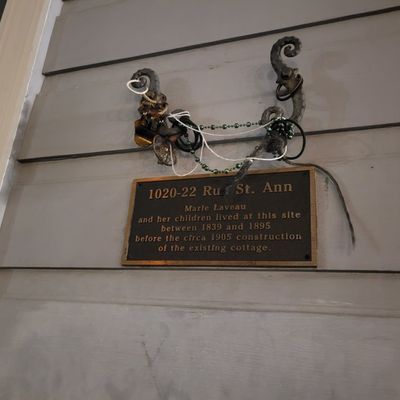 1020-22 Rue St. Ann
Marie Laveau
and her children lived at this site
between 1839 and 1895
before the circa 1905 construction
of the existing cottage.